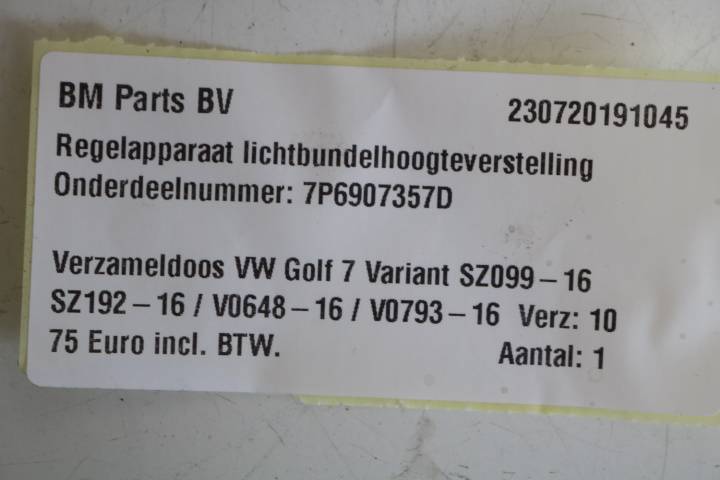 BM Parts BV 230720191045
Regelapparaat lichtbundelhoogteverstelling
Onderdeelnummer: 7P6907357D
Verzameldoos VW Golf 7 Variant SZ099-16
SZ192-16 / V0648-16 / V0793-16 Verz: 10
75 Euro incl. BTW. Aantal: 1